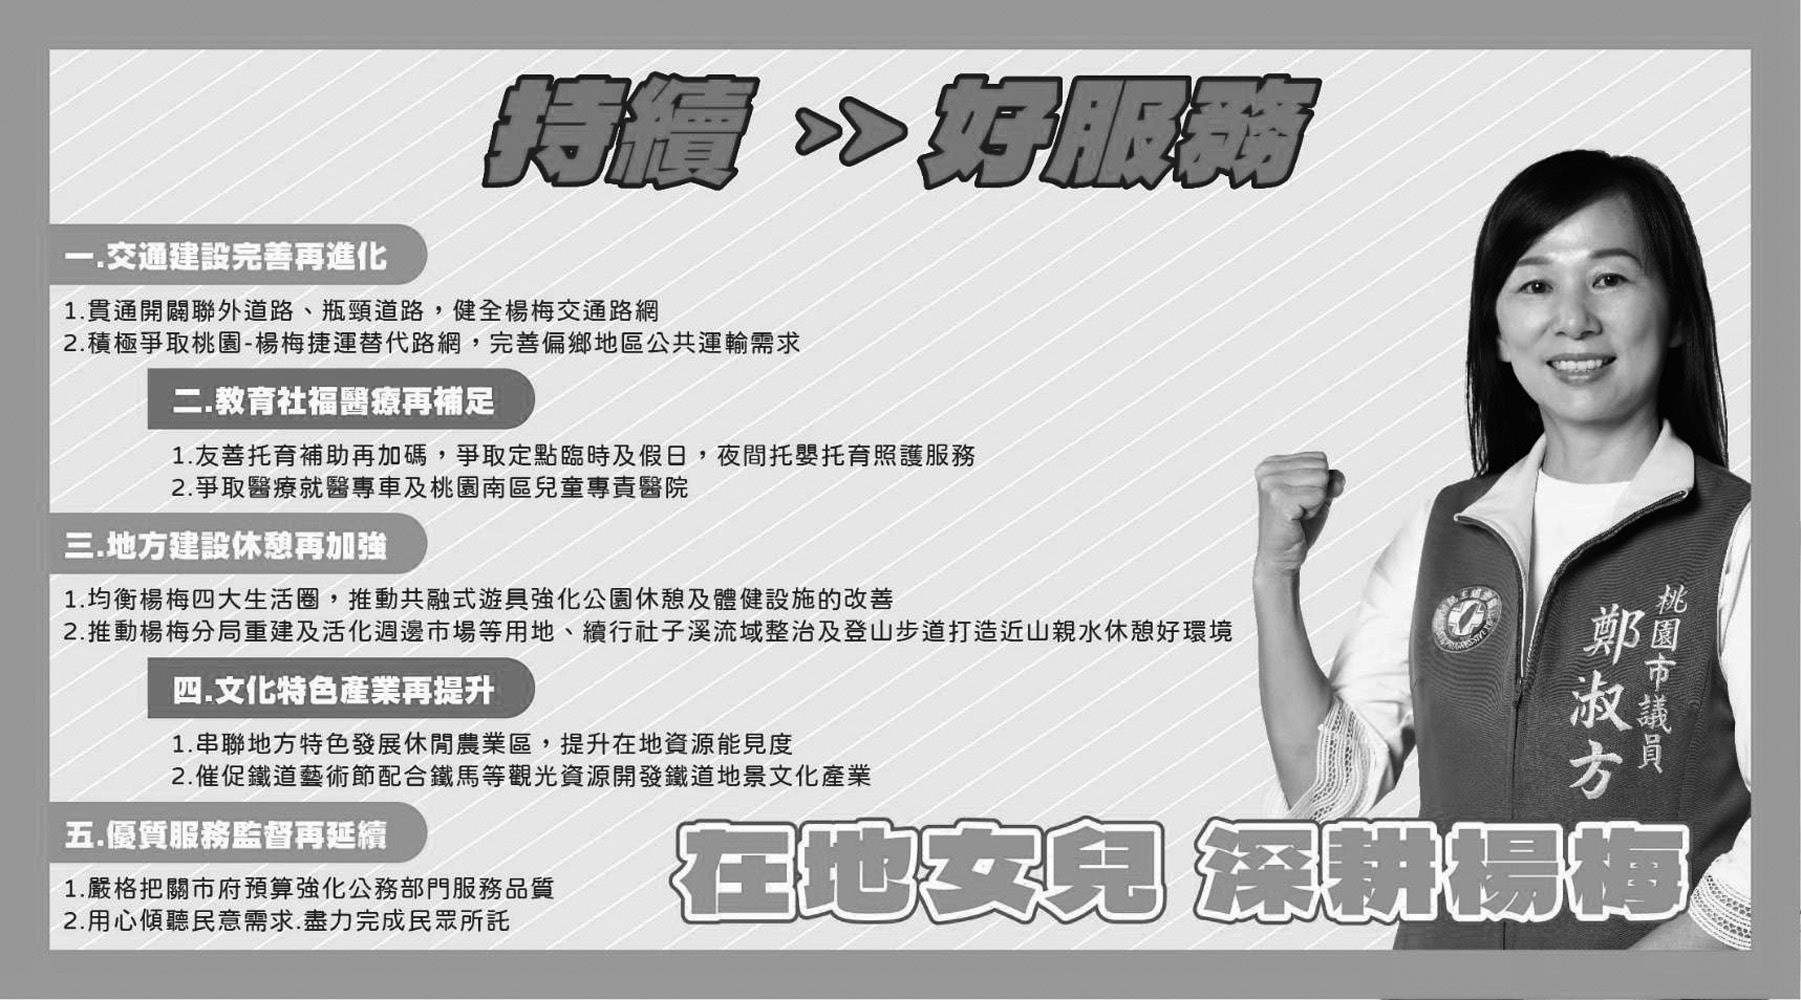 持續 >> 好服務
一.交通建設完善再進化
1.貫通開闢聯外道路、瓶頸道路，健全楊梅交通路網
2.積極爭取桃園-楊梅捷運替代路網，完善偏鄉地區公共運輸需求
二.教育社福醫療再補足
1.友善托育補助再加碼，爭取定點臨時及假日，夜間托嬰托育照護服務
2.爭取醫療就醫專車及桃園南區兒童專責醫院
三.地方建設休憩再加強
1.均衡楊梅四大生活圈，推動共融式遊具強化公園休憩及體健設施的改善
2.推動楊梅分局重建及活化週邊市場等用地、續行社子溪流域整治及登山步道打造近山親水休憩好環境
四.文化特色產業再提升
1.串聯地方特色發展休閒農業區，提升在地資源能見度
2.催促鐵道藝術節配合鐵馬等觀光資源開發鐵道地景文化產業
五.優質服務監督再延續
1.嚴格把關市府預算強化公務部門服務品質
2.用心傾聽民意需求.盡力完成民眾所託
桃園市議員
鄭淑方
在地女兒 深耕楊梅